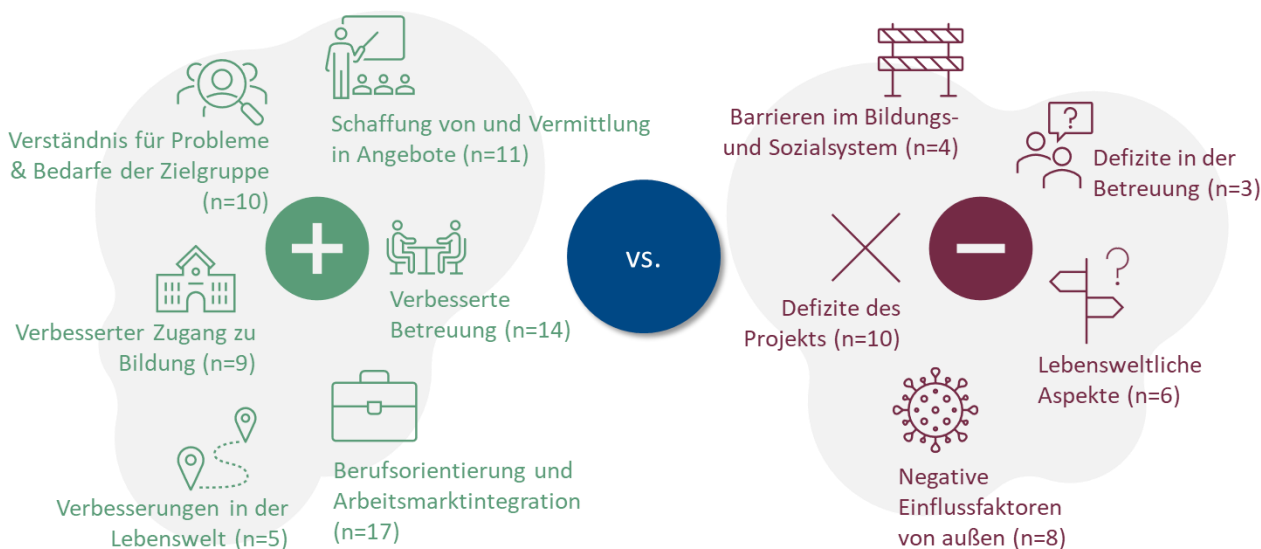 Verständnis für Probleme
& Bedarfe der Zielgruppe
(n=10)
Schaffung von und Vermittlung
in Angebote (n=11)
Verbesserter Zugang zu
Bildung (n=9)
Verbesserte
Betreuung (n=14)
Verbesserungen in der
Lebenswelt (n=5)
Berufsorientierung und
Arbeitsmarktintegration
(n=17)
vs.
Barrieren im Bildungs-
und Sozialsystem (n=4)
?
Defizite in der
Betreuung (n=3)
Defizite des
Projekts (n=10)
?
Lebensweltliche
Aspekte (n=6)
Negative
Einflussfaktoren
von außen (n=8)